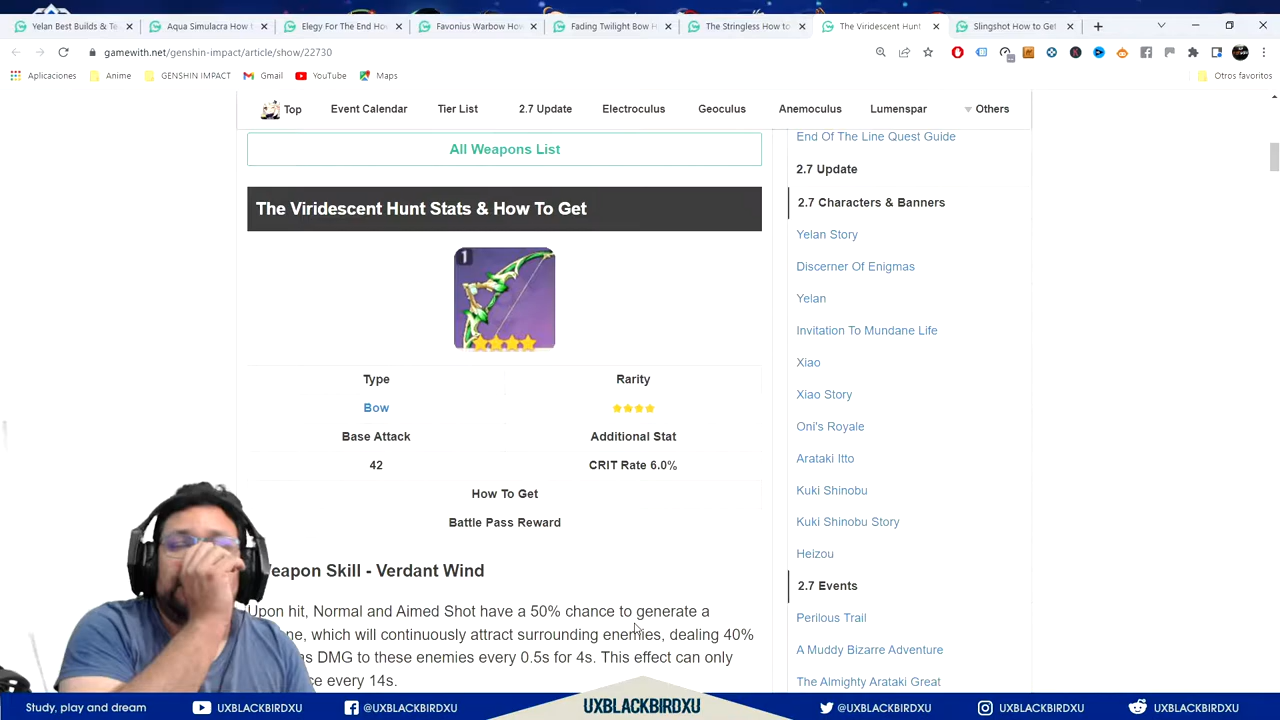 Yelan Best Builds & Te
Aqua Simulacra How to
Elegy For The End How
Favonius Warbow How
Fading Twilight Bow H
The Stringless How to
The Viridescent Hunt
Slingshot How to Get
gamewith.net/genshin-impact/article/show/22730
Aplicaciones
Anime
GENSHIN IMPACT
Gmail
YouTube
Maps
Otros favoritos
Top
Event Calendar
Tier List
2.7 Update
Electroculus
Geoculus
Anemoculus
Lumenspar
Others
All Weapons List
The Viridescent Hunt Stats & How To Get
1
Type
Rarity
Bow
Base Attack
Additional Stat
42
CRIT Rate 6.0%
How To Get
Battle Pass Reward
eapon Skill - Verdant Wind
Upon hit, Normal and Aimed Shot have a 50% chance to generate a
ne, which will continuously attract surrounding enemies, dealing 40%
as DMG to these enemies every 0.5s for 4s. This effect can only
ce every 14s.
End Of The Line Quest Guide
2.7 Update
2.7 Characters & Banners
Yelan Story
Discerner Of Enigmas
Yelan
Invitation To Mundane Life
Xiao
Xiao Story
Oni's Royale
Arataki Itto
Kuki Shinobu
Kuki Shinobu Story
Heizou
2.7 Events
Perilous Trail
A Muddy Bizarre Adventure
The Almighty Arataki Great
Study, play and dream
UXBLACKBIRDXU
@UXBLACKBIRDXU
UXBLACKBIRDXU
@UXBLACKBIRDXU
UXBLACKBIRDXU
UXBLACKBIRDXU